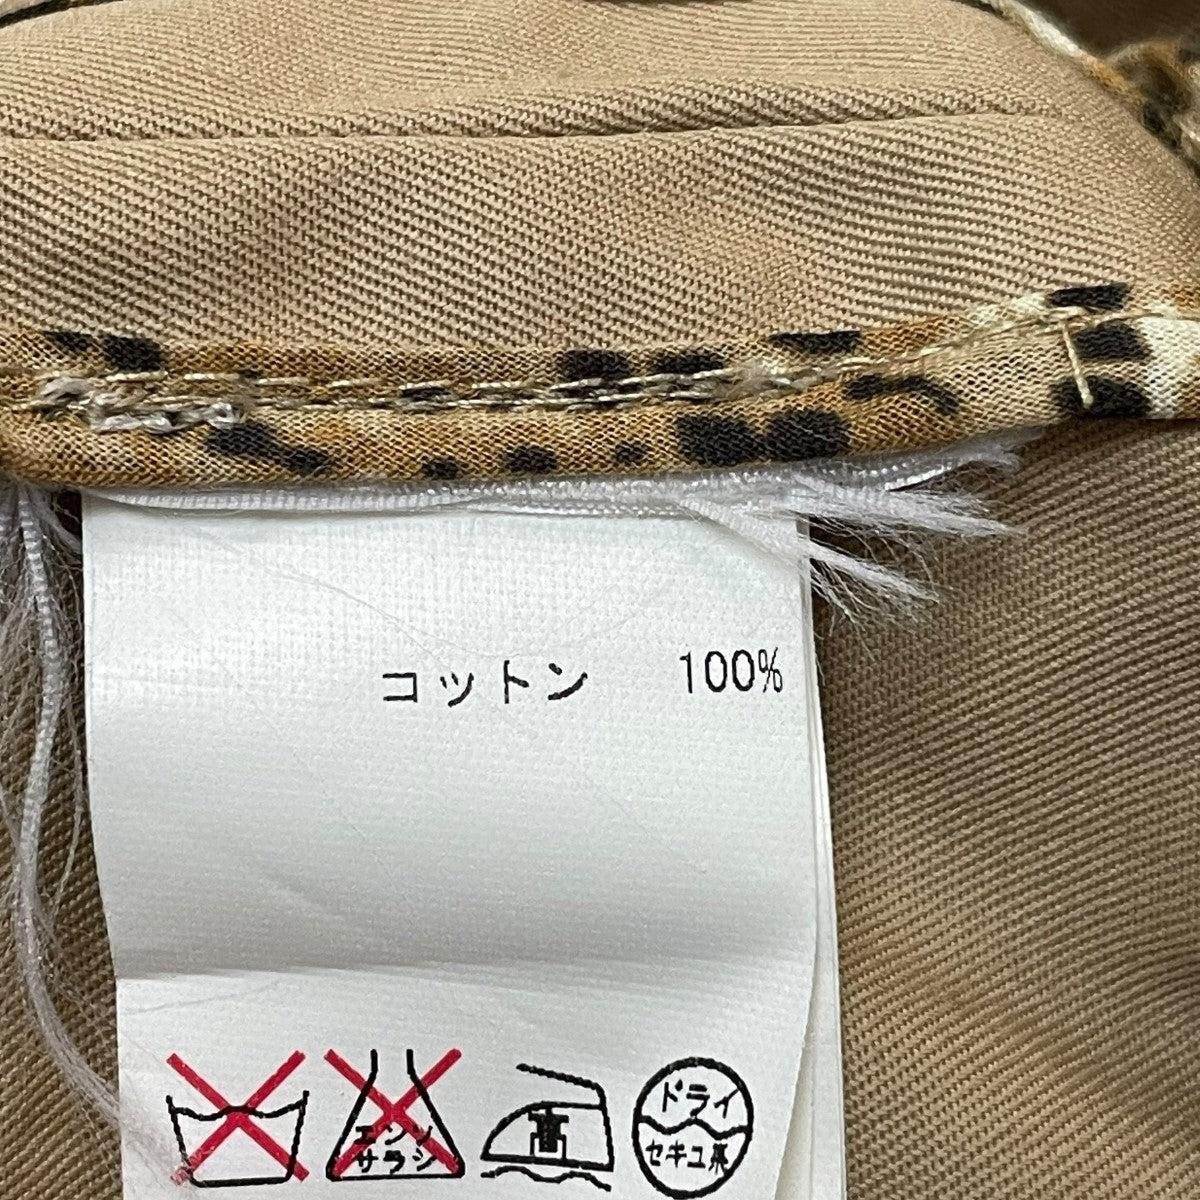 コットン 100%
エンソ
サラシ
高
ドライ
セキユ系